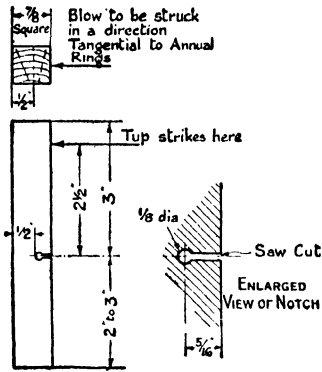 7/8"
Square
Blow to be struck
in a direction
Tangential to Annual
Rings
1/2"
Tup strikes here
2 1/2"
3"
1/2"
1/8 dia
Saw Cut
ENLARGED
VIEW OF NOTCH
2" to 3"
5/16"